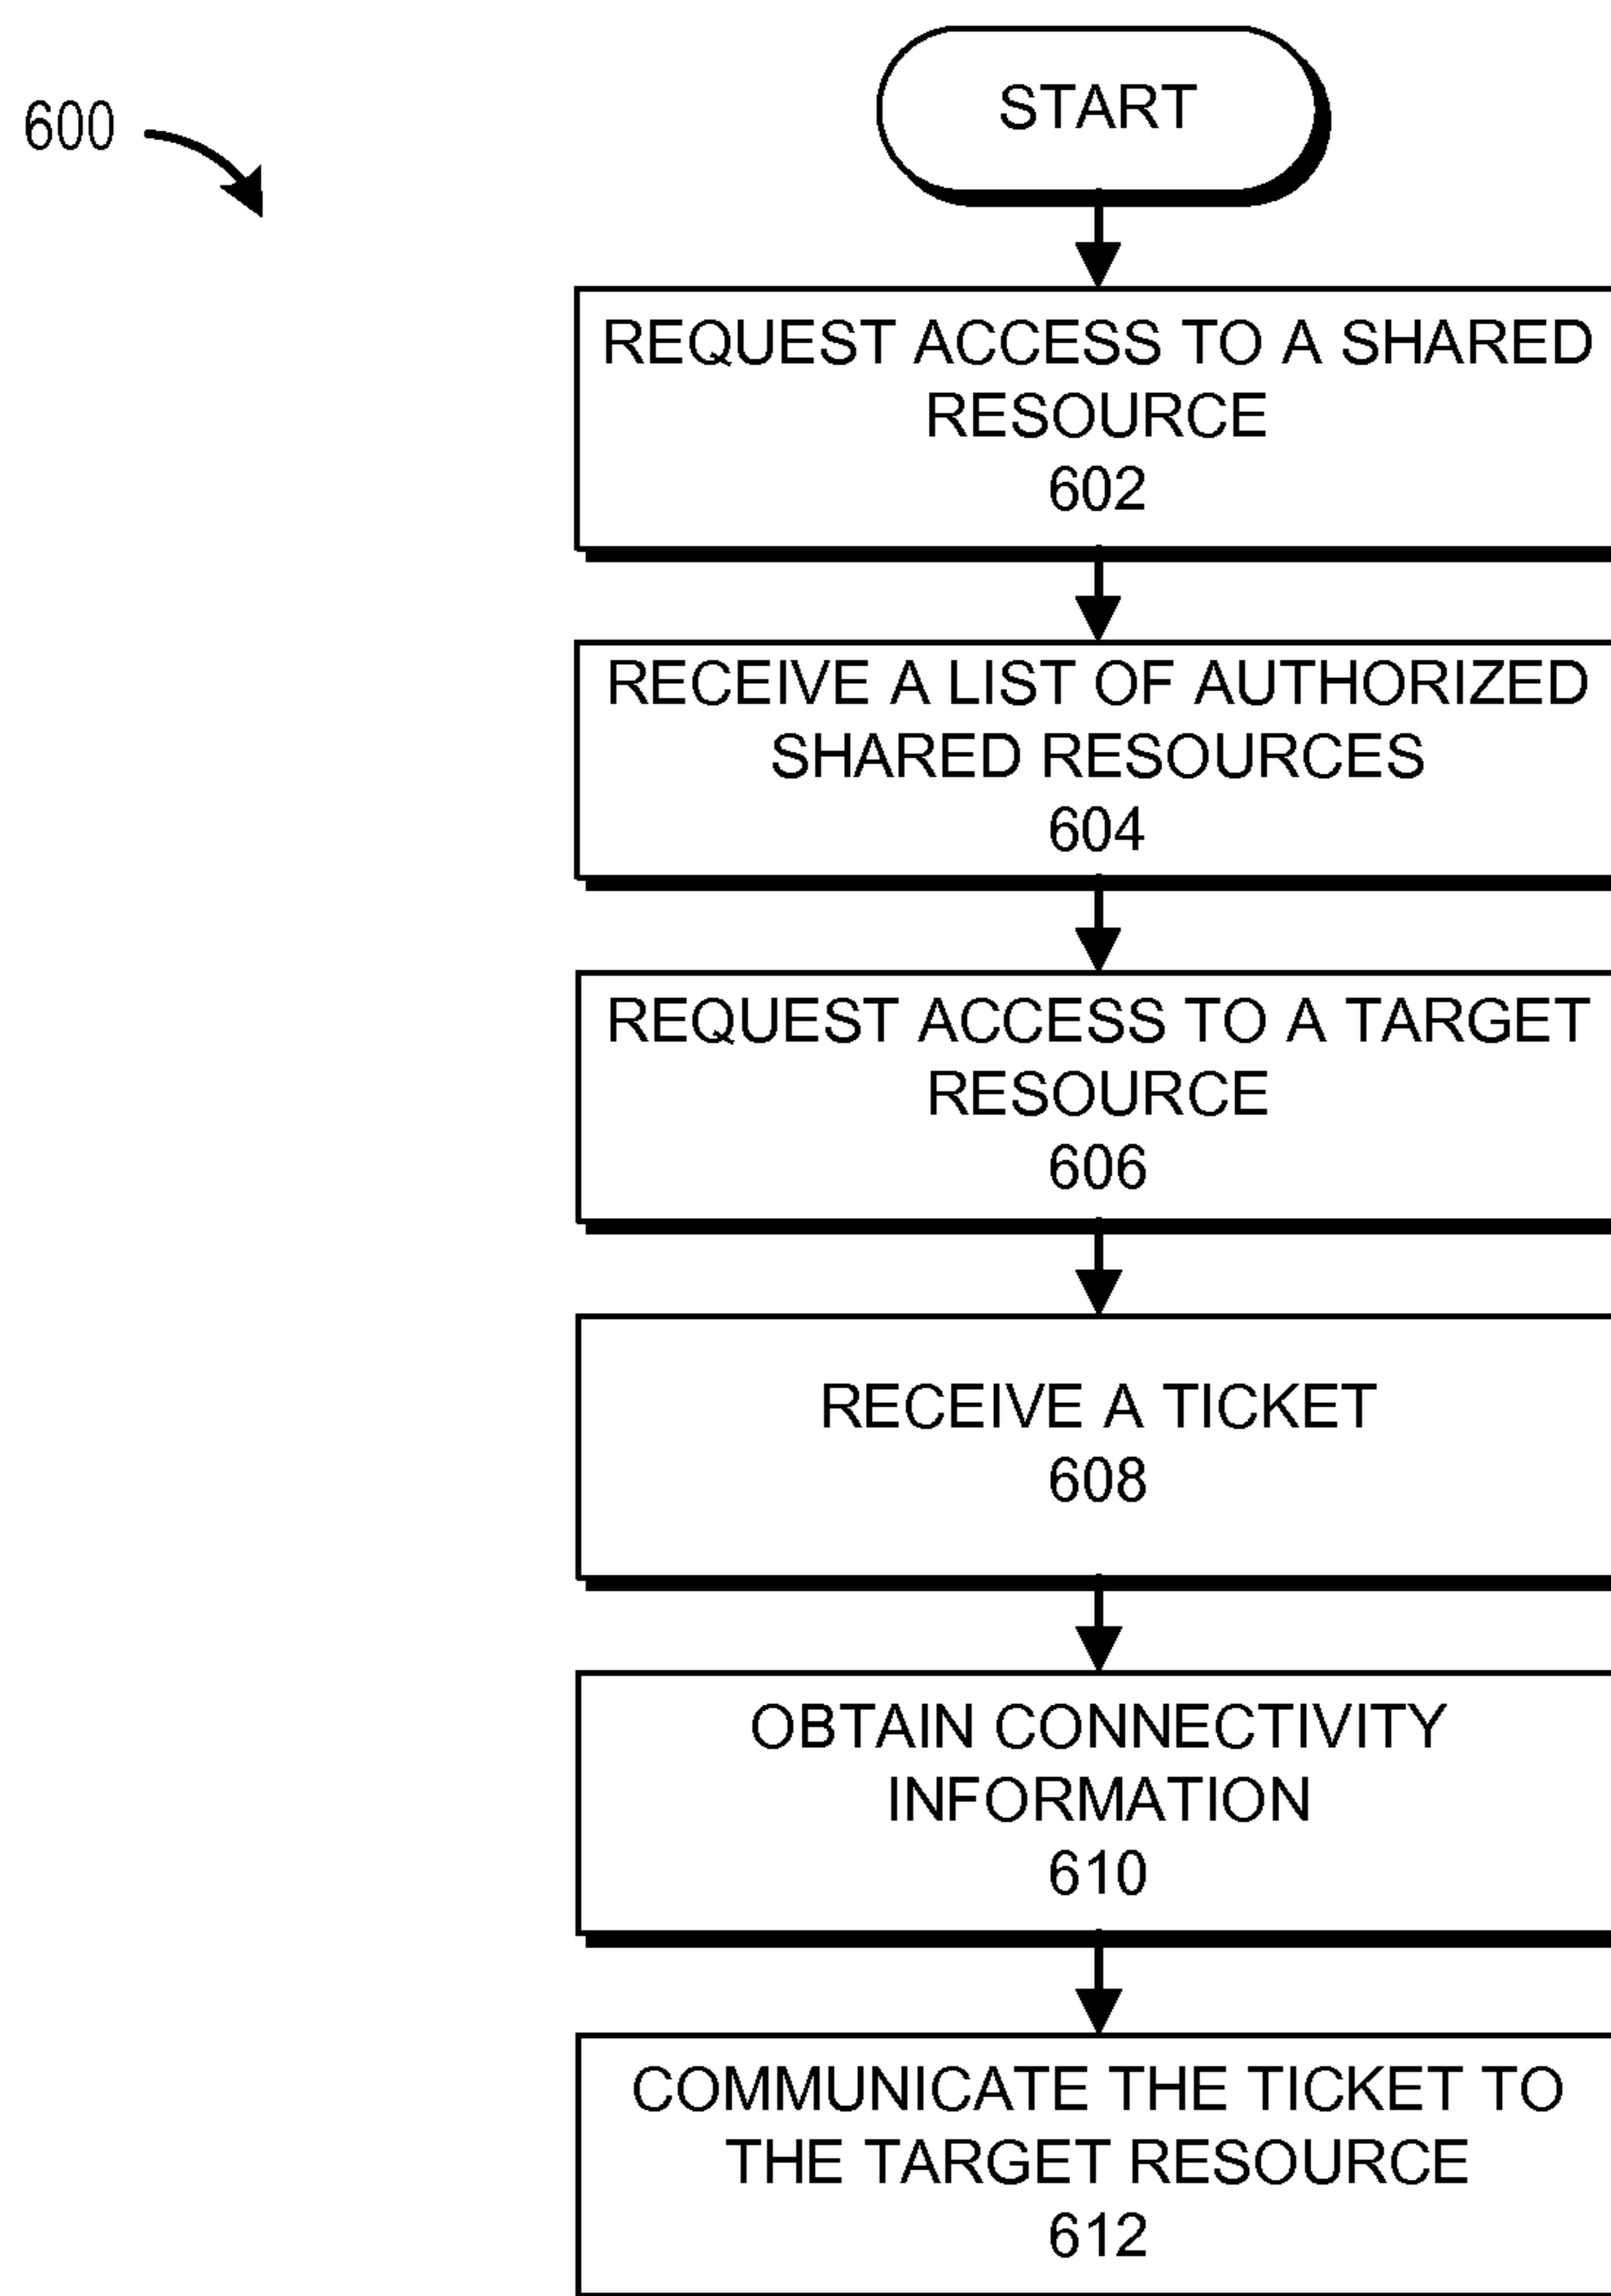 600
START
REQUEST ACCESS TO A SHARED
RESOURCE
602
RECEIVE A LIST OF AUTHORIZED
SHARED RESOURCES
604
REQUEST ACCESS TO A TARGET
RESOURCE
606
RECEIVE A TICKET
608
OBTAIN CONNECTIVITY
INFORMATION
610
COMMUNICATE THE TICKET TO
THE TARGET RESOURCE
612